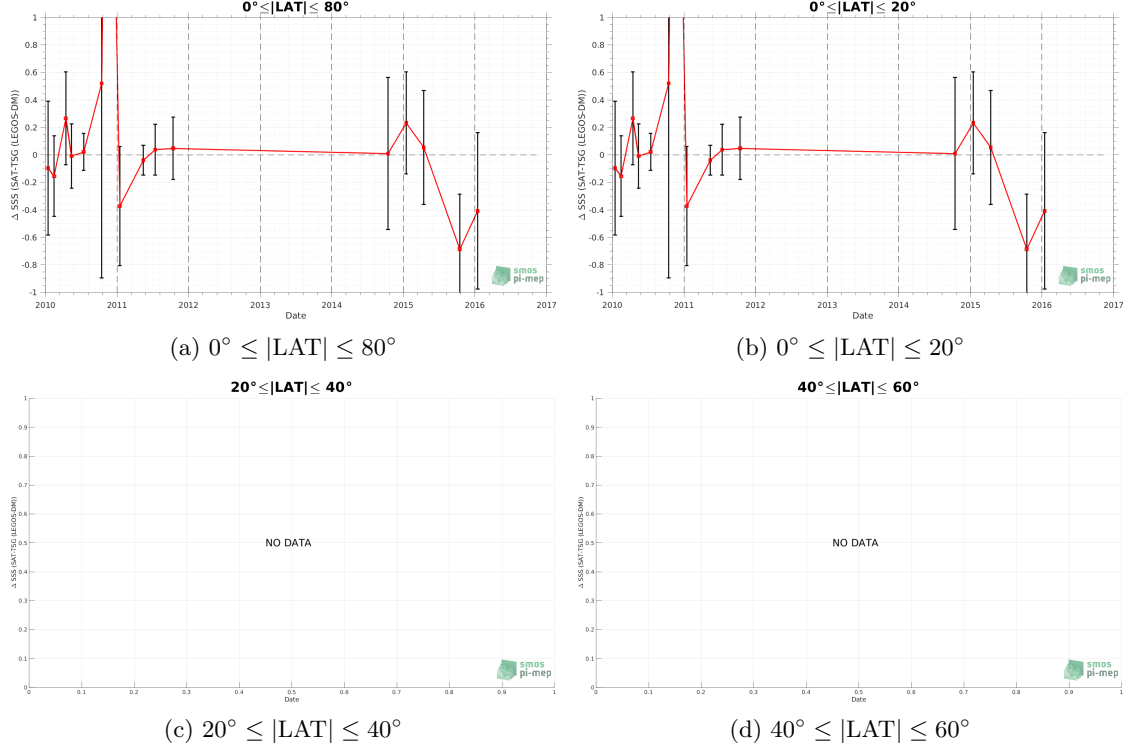 0°≤|LAT|≤ 80°
1
0.8
0.6
0.4
0.2
0
-0.2
-0.4
-0.6
-0.8
-1
Δ SSS (SAT-TSG (LEGOS-DM))
2010 2011 2012 2013 2014 2015 2016 2017
Date
smos
pi-mep
(a) 0° ≤ |LAT| ≤ 80°
0°≤|LAT|≤ 20°
1
0.8
0.6
0.4
0.2
0
-0.2
-0.4
-0.6
-0.8
-1
Δ SSS (SAT-TSG (LEGOS-DM))
2010 2011 2012 2013 2014 2015 2016 2017
Date
smos
pi-mep
(b) 0° ≤ |LAT| ≤ 20°
20°≤|LAT|≤ 40°
1
0.9
0.8
0.7
0.6
0.5
0.4
0.3
0.2
0.1
0
Δ SSS (SAT-TSG (LEGOS-DM))
NO DATA
0 0.1 0.2 0.3 0.4 0.5 0.6 0.7 0.8 0.9 1
Date
smos
pi-mep
(c) 20° ≤ |LAT| ≤ 40°
40°≤|LAT|≤ 60°
1
0.9
0.8
0.7
0.6
0.5
0.4
0.3
0.2
0.1
0
Δ SSS (SAT-TSG (LEGOS-DM))
NO DATA
0 0.1 0.2 0.3 0.4 0.5 0.6 0.7 0.8 0.9 1
Date
smos
pi-mep
(d) 40° ≤ |LAT| ≤ 60°